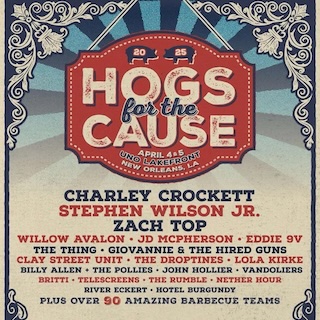 2025
HOGS
for the
CAUSE
APRIL 4&5
UNO LAKEFRONT
NEW ORLEANS, LA
CHARLEY CROCKETT
STEPHEN WILSON JR.
ZACH TOP
WILLOW AVALON • JD MCPHERSON • EDDIE 9V
THE THING • GIOVANNIE & THE HIRED GUNS
CLAY STREET UNIT • THE DROPTINES • LOLA KIRKE
BILLY ALLEN • THE POLLIES • JOHN HOLLIER • VANDOLIERS
BRITTI • TELESCREENS • THE RUMBLE • NETHER HOUR
RIVER ECKERT • HOTEL BURGUNDY
PLUS OVER 90 AMAZING BARBECUE TEAMS